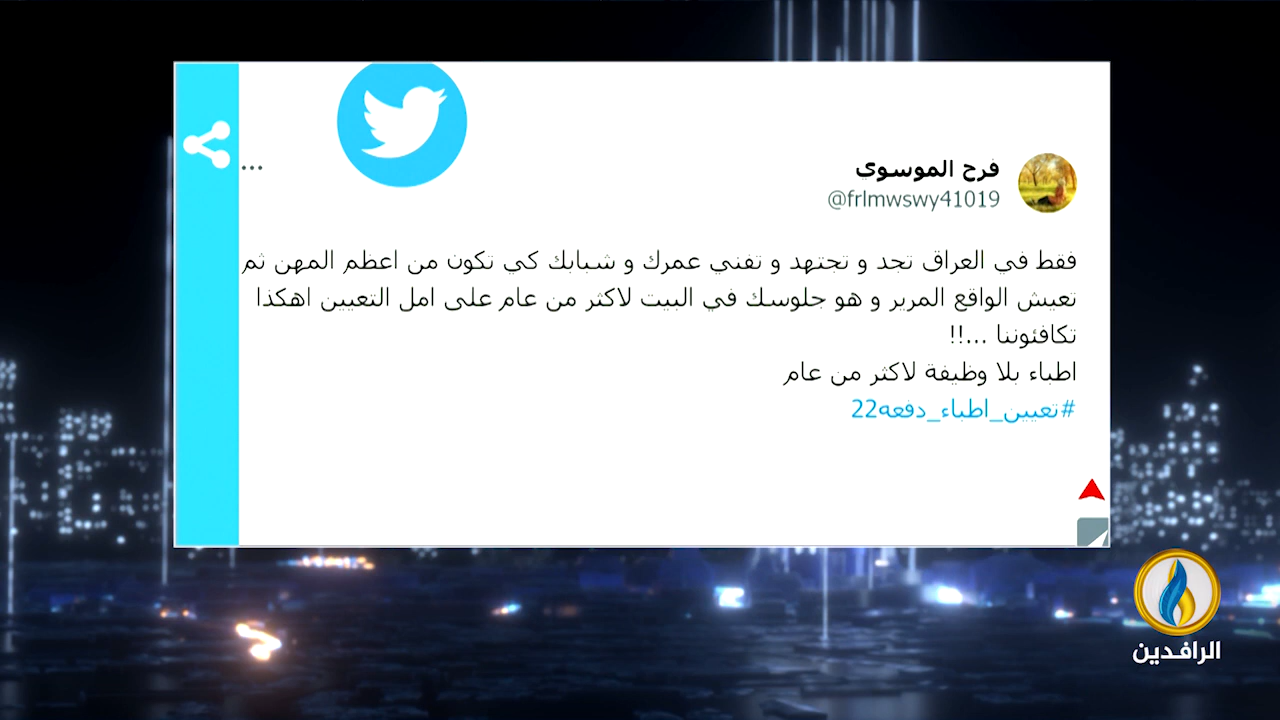 فرح الموسوي
@frlmwswy41019
فقط في العراق تجد و تجتهد و تفني عمرك و شبابك كي تكون من اعظم المهن ثم
تعيش الواقع المرير و هو جلوسك في البيت لاكثر من عام على امل التعيين اهكذا
تكافئوننا ...!!
اطباء بلا وظيفة لاكثر من عام
#تعيين_اطباء_دفعه22
الرافدين